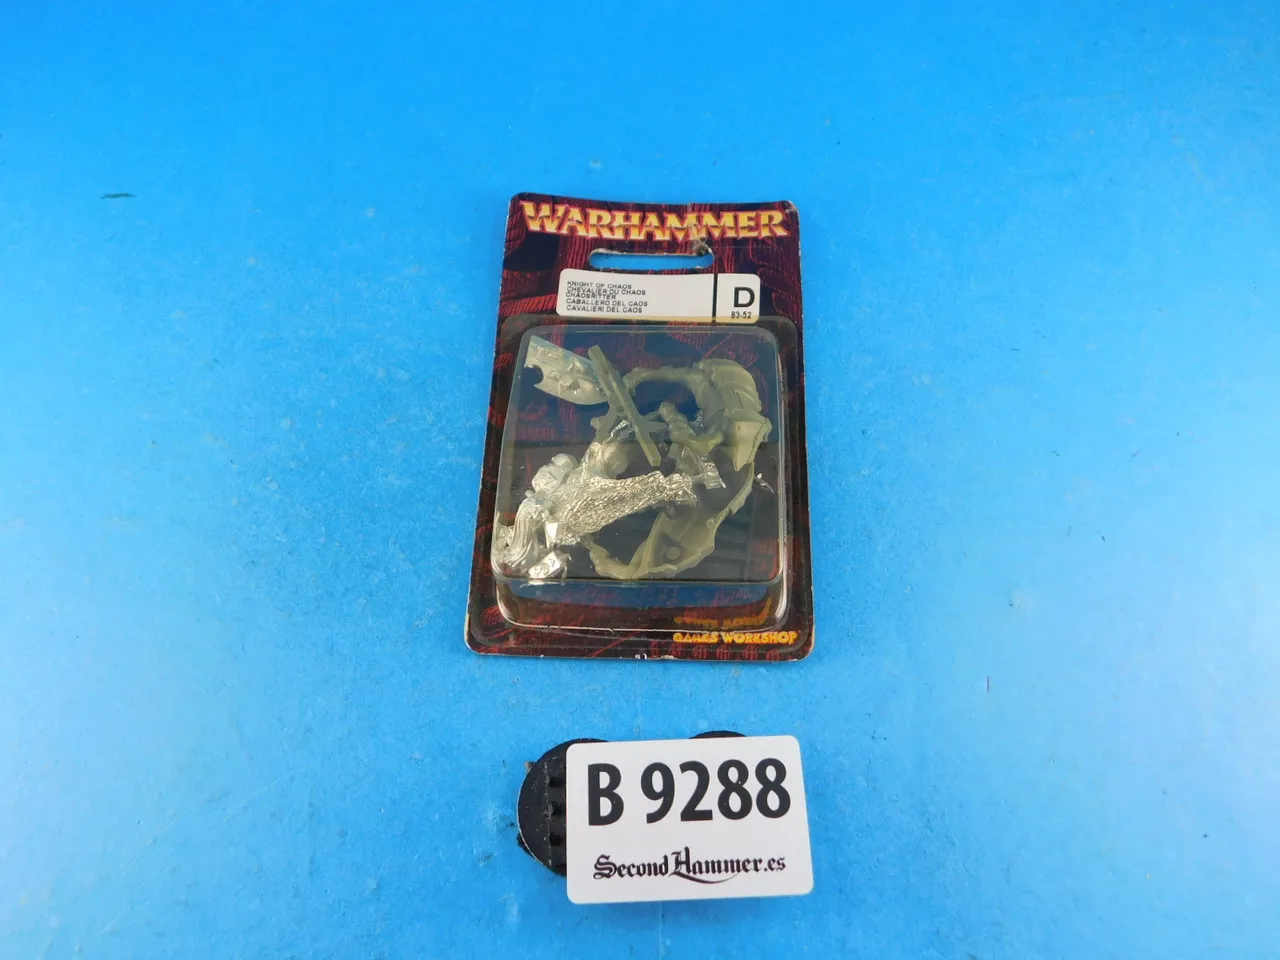 WARHAMMER
KNIGHT OF CHAOS
CHEVALIER DU CHAOS
CHAOSRITTER
CABALLERO DEL CAOS
CAVALIERI DEL CAOS
D
83-52
GAMES WORKSHOP
B 9288
SecondHammer.es